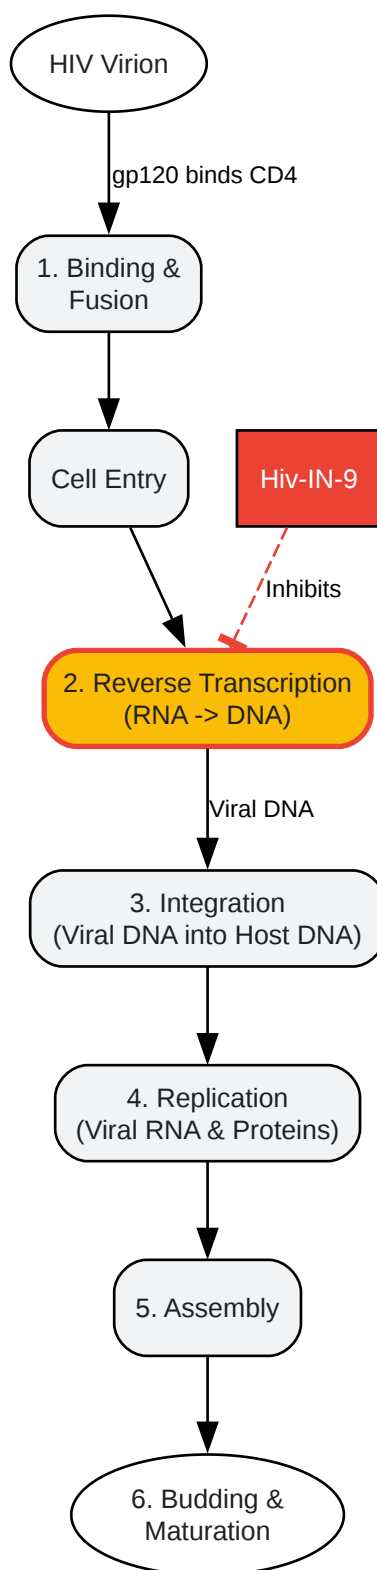 HIV Virion
gp120 binds CD4
1. Binding &
Fusion
Cell Entry
Hiv-IN-9
Inhibits
2. Reverse Transcription
(RNA -> DNA)
Viral DNA
3. Integration
(Viral DNA into Host DNA)
4. Replication
(Viral RNA & Proteins)
5. Assembly
6. Budding &
Maturation